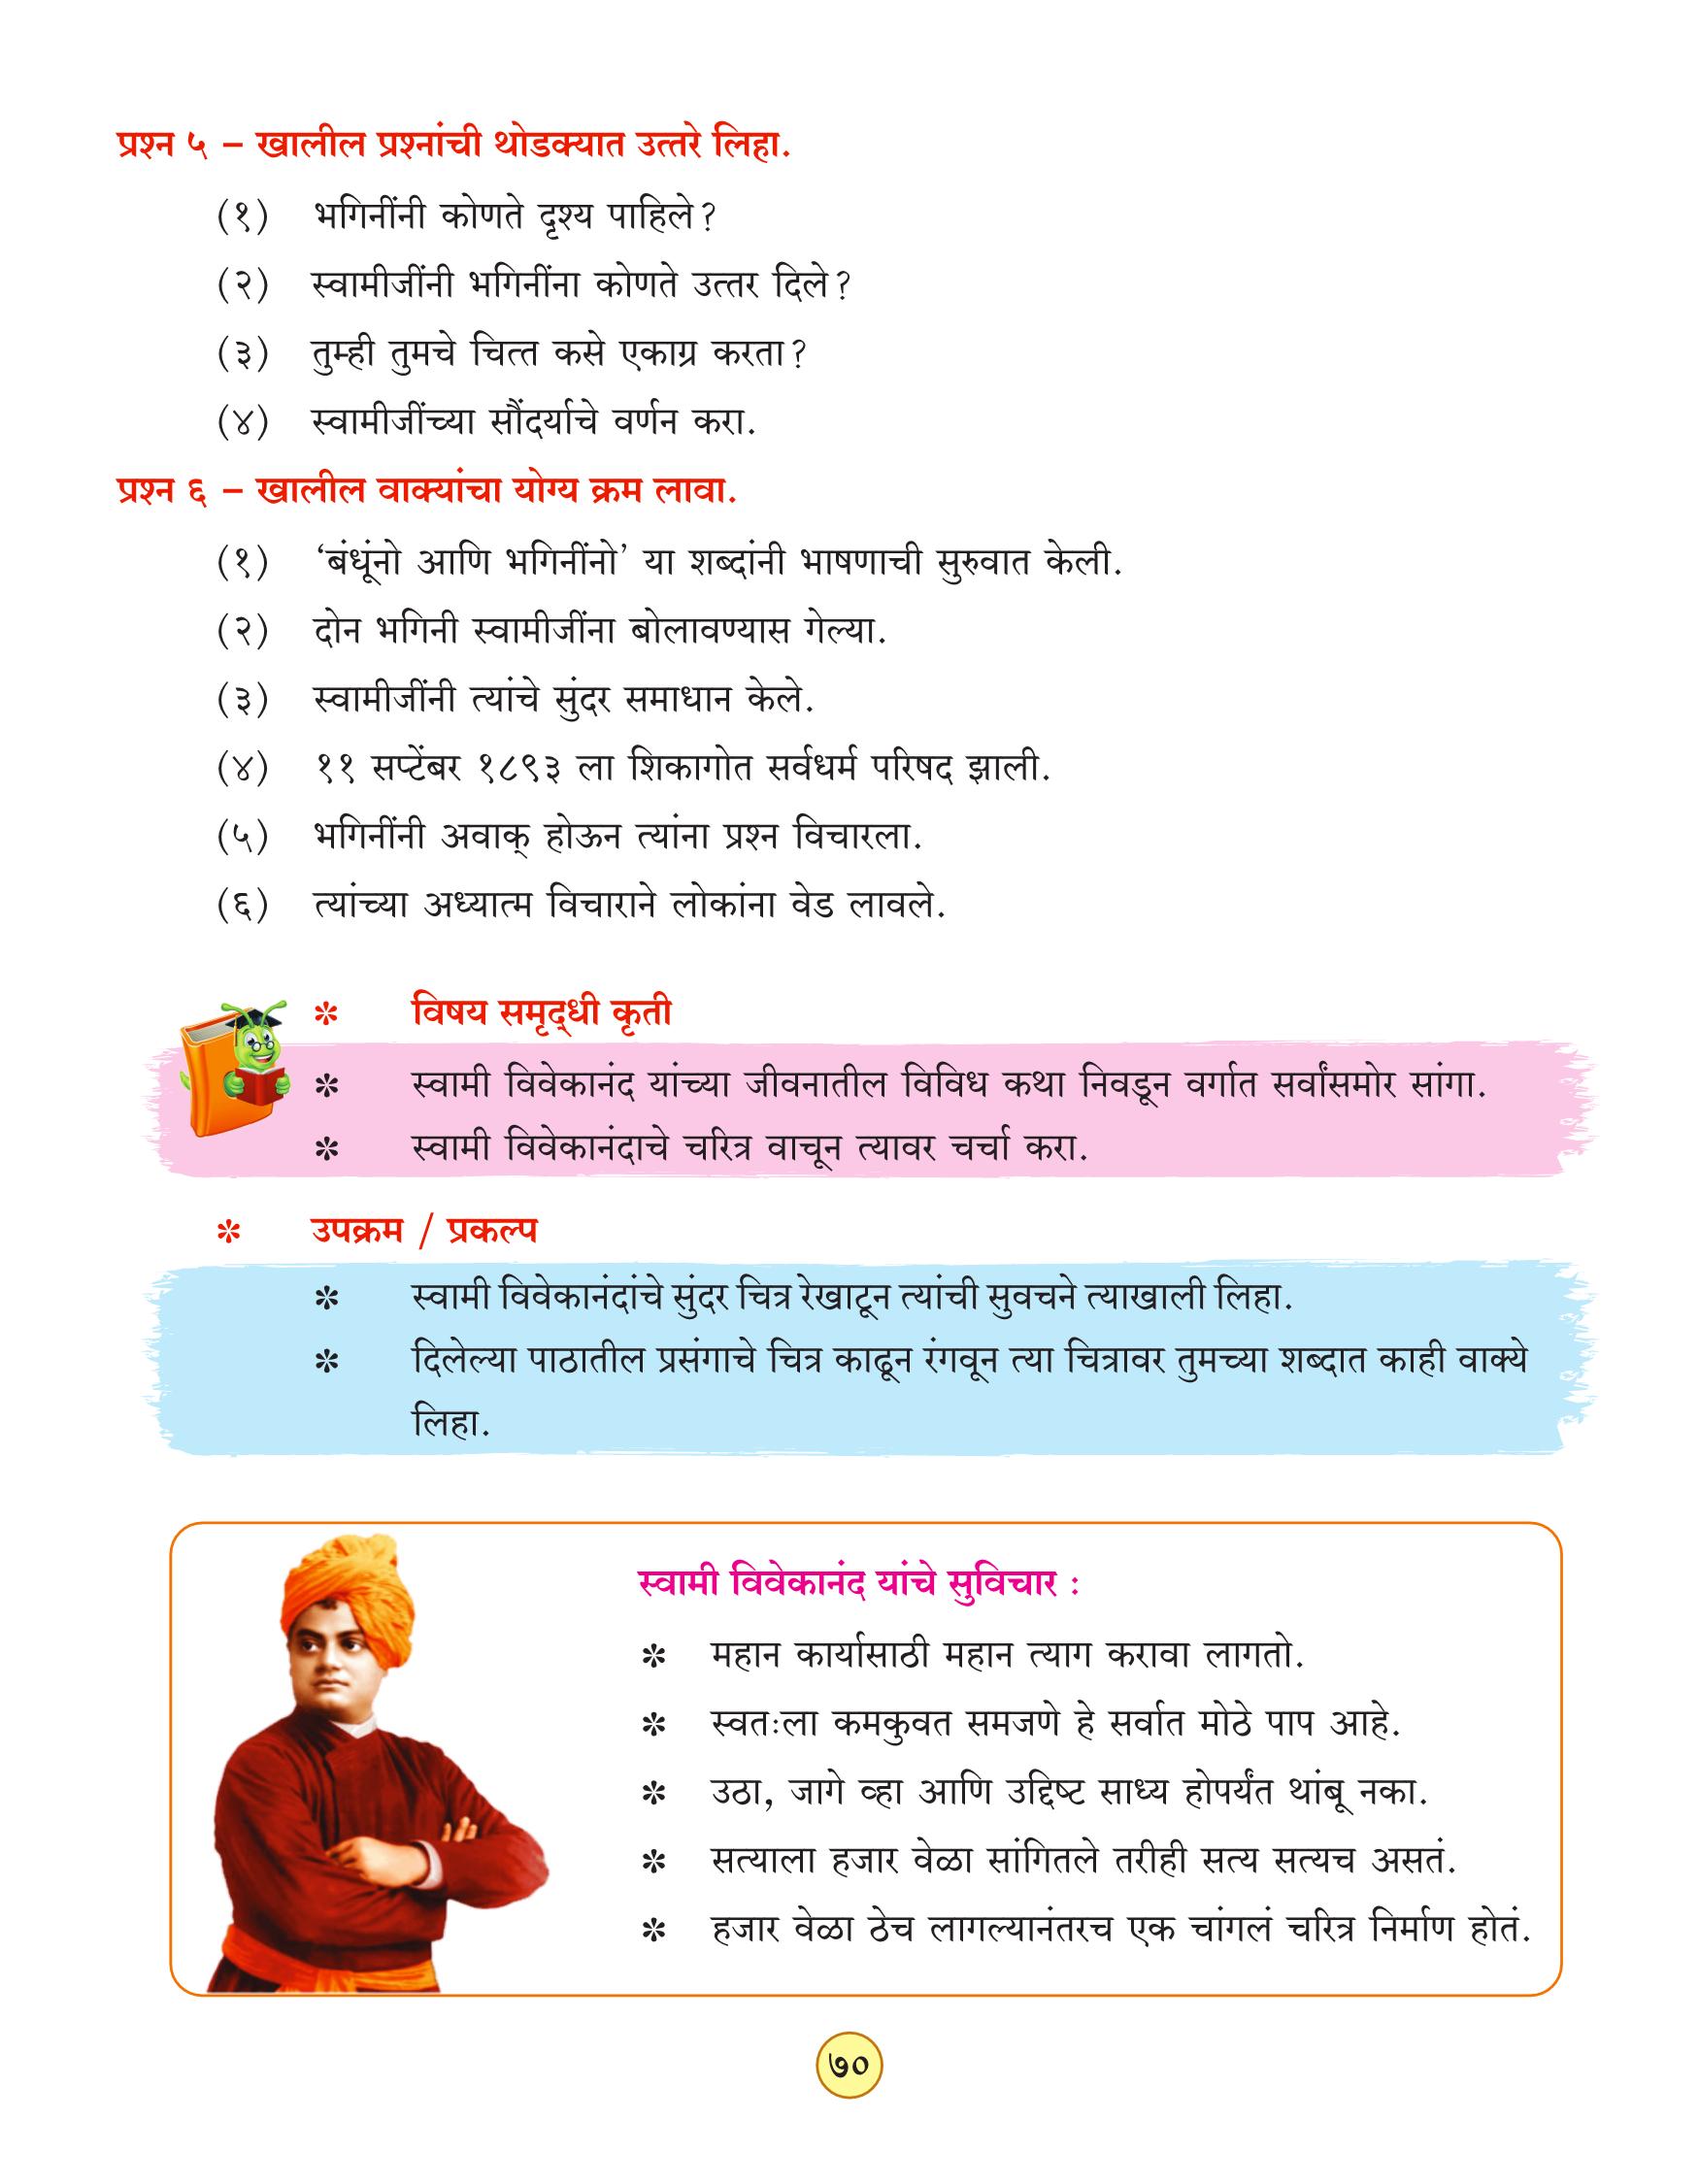 प्रश्न ५ – खालील प्रश्नांची थोडक्यात उत्तरे लिहा.
(१) भगिनींनी कोणते दृश्य पाहिले?
(२) स्वामीजींनी भगिनींना कोणते उत्तर दिले?
(३) तुम्ही तुमचे चित्त कसे एकाग्र करता?
(४) स्वामीजींच्या सौंदर्याचे वर्णन करा.
प्रश्न ६ – खालील वाक्यांचा योग्य क्रम लावा.
(१) ‘बंधूंनो आणि भगिनींनो’ या शब्दांनी भाषणाची सुरुवात केली.
(२) दोन भगिनी स्वामीजींना बोलावण्यास गेल्या.
(३) स्वामीजींनी त्यांचे सुंदर समाधान केले.
(४) ११ सप्टेंबर १८९३ ला शिकागोत सर्वधर्म परिषद झाली.
(५) भगिनींनी अवाक् होऊन त्यांना प्रश्न विचारला.
(६) त्यांच्या अध्यात्म विचाराने लोकांना वेड लावले.
✽ विषय समृद्‌धी कृती
✽ स्वामी विवेकानंद यांच्या जीवनातील विविध कथा निवडून वर्गात सर्वांसमोर सांगा.
✽ स्वामी विवेकानंदाचे चरित्र वाचून त्यावर चर्चा करा.
✽ उपक्रम / प्रकल्प
✽ स्वामी विवेकानंदांचे सुंदर चित्र रेखाटून त्यांची सुवचने त्याखाली लिहा.
✽ दिलेल्या पाठातील प्रसंगाचे चित्र काढून रंगवून त्या चित्रावर तुमच्या शब्दात काही वाक्ये
लिहा.
स्वामी विवेकानंद यांचे सुविचार :
✽ महान कार्यासाठी महान त्याग करावा लागतो.
✽ स्वतःला कमकुवत समजणे हे सर्वात मोठे पाप आहे.
✽ उठा, जागे व्हा आणि उद्दिष्ट साध्य होपर्यंत थांबू नका.
✽ सत्याला हजार वेळा सांगितले तरीही सत्य सत्यच असतं.
✽ हजार वेळा ठेच लागल्यानंतरच एक चांगलं चरित्र निर्माण होतं.
७०